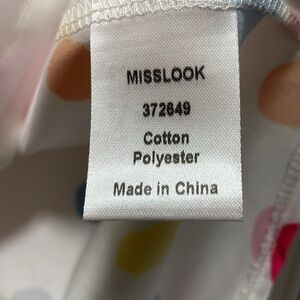 MISSLOOK
372649
Cotton
Polyester
Made in China